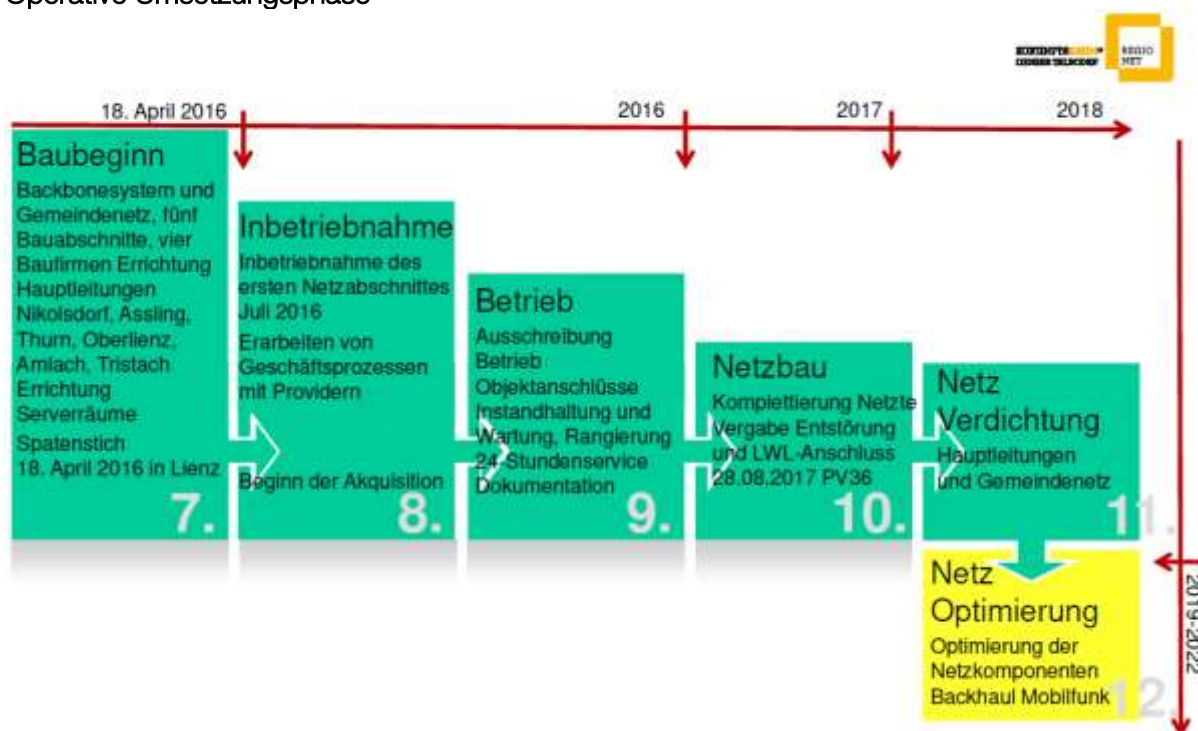 Operative Umsetzungsphase
REGIO
NET
18. April 2016
2016
2017
2018
Baubeginn
Backbonesystem und
Gemeindenetz, fünf
Bauabschnitte, vier
Baufirmen Errichtung
Hauptleitungen
Nikolsdorf, Assling,
Thurn, Oberlienz,
Amlach, Tristach
Errichtung
Serverräume
Spatenstich
18. April 2016 in Lienz
7.
Inbetriebnahme
Inbetriebnahme des
ersten Netzabschnittes
Juli 2016
Erarbeiten von
Geschäftsprozessen
mit Providern
Beginn der Akquisition
8.
Betrieb
Ausschreibung
Betrieb
Objektanschlüsse
Instandhaltung und
Wartung, Rangierung
24-Stundenservice
Dokumentation
9.
Netzbau
Komplettierung Netzte
Vergabe Entstörung
und LWL-Anschluss
28.08.2017 PV36
10.
Netz
Verdichtung
Hauptleitungen
und Gemeindenetz
11.
Netz
Optimierung
Optimierung der
Netzkomponenten
Backhaul Mobilfunk
12.
2019-2022